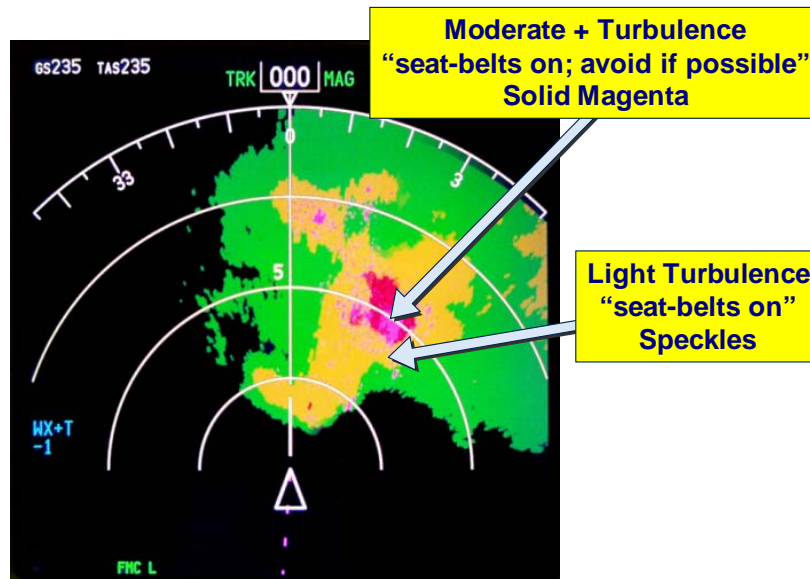 Moderate + Turbulence
“seat-belts on; avoid if possible”
Solid Magenta
GS235 TAS235
TRK 000 MAG
0
33
3
5
Light Turbulence
“seat-belts on”
Speckles
WX+T
-1
FMC L